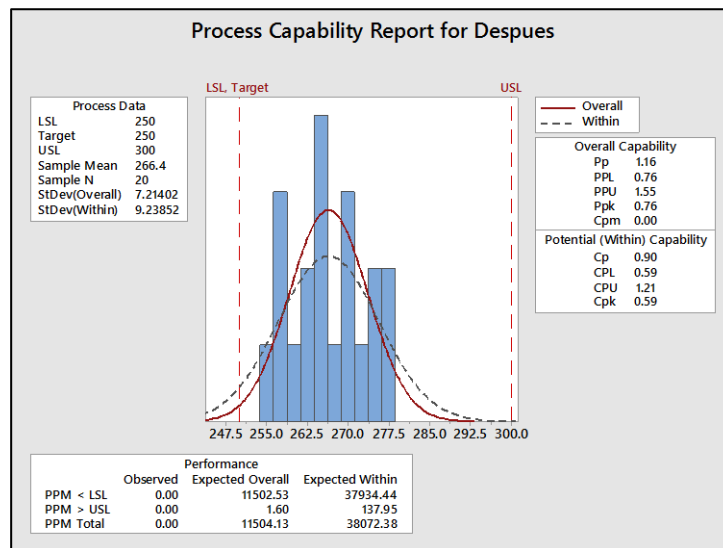 Process Capability Report for Despues
LSL, Target USL
Process Data
LSL 250
Target 250
USL 300
Sample Mean 266.4
Sample N 20
StDev(Overall) 7.21402
StDev(Within) 9.23852
Overall
Within
Overall Capability
Pp 1.16
PPL 0.76
PPU 1.55
Ppk 0.76
Cpm 0.00
Potential (Within) Capability
Cp 0.90
CPL 0.59
CPU 1.21
Cpk 0.59
247.5 255.0 262.5 270.0 277.5 285.0 292.5 300.0
Performance
Observed Expected Overall Expected Within
PPM < LSL 0.00 11502.53 37934.44
PPM > USL 0.00 1.60 137.95
PPM Total 0.00 11504.13 38072.38